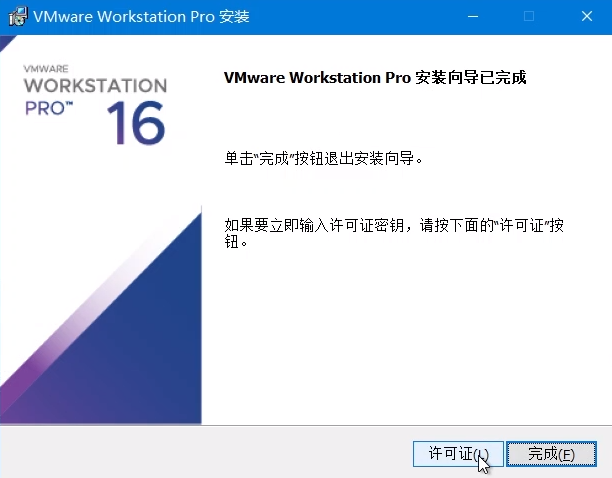 VMware Workstation Pro 安装
VMWARE
WORKSTATION
PRO™
16
VMware Workstation Pro 安装向导已完成
单击“完成”按钮退出安装向导。
如果要立即输入许可证密钥，请按下面的“许可证”按
钮。
许可证(L)
完成(F)